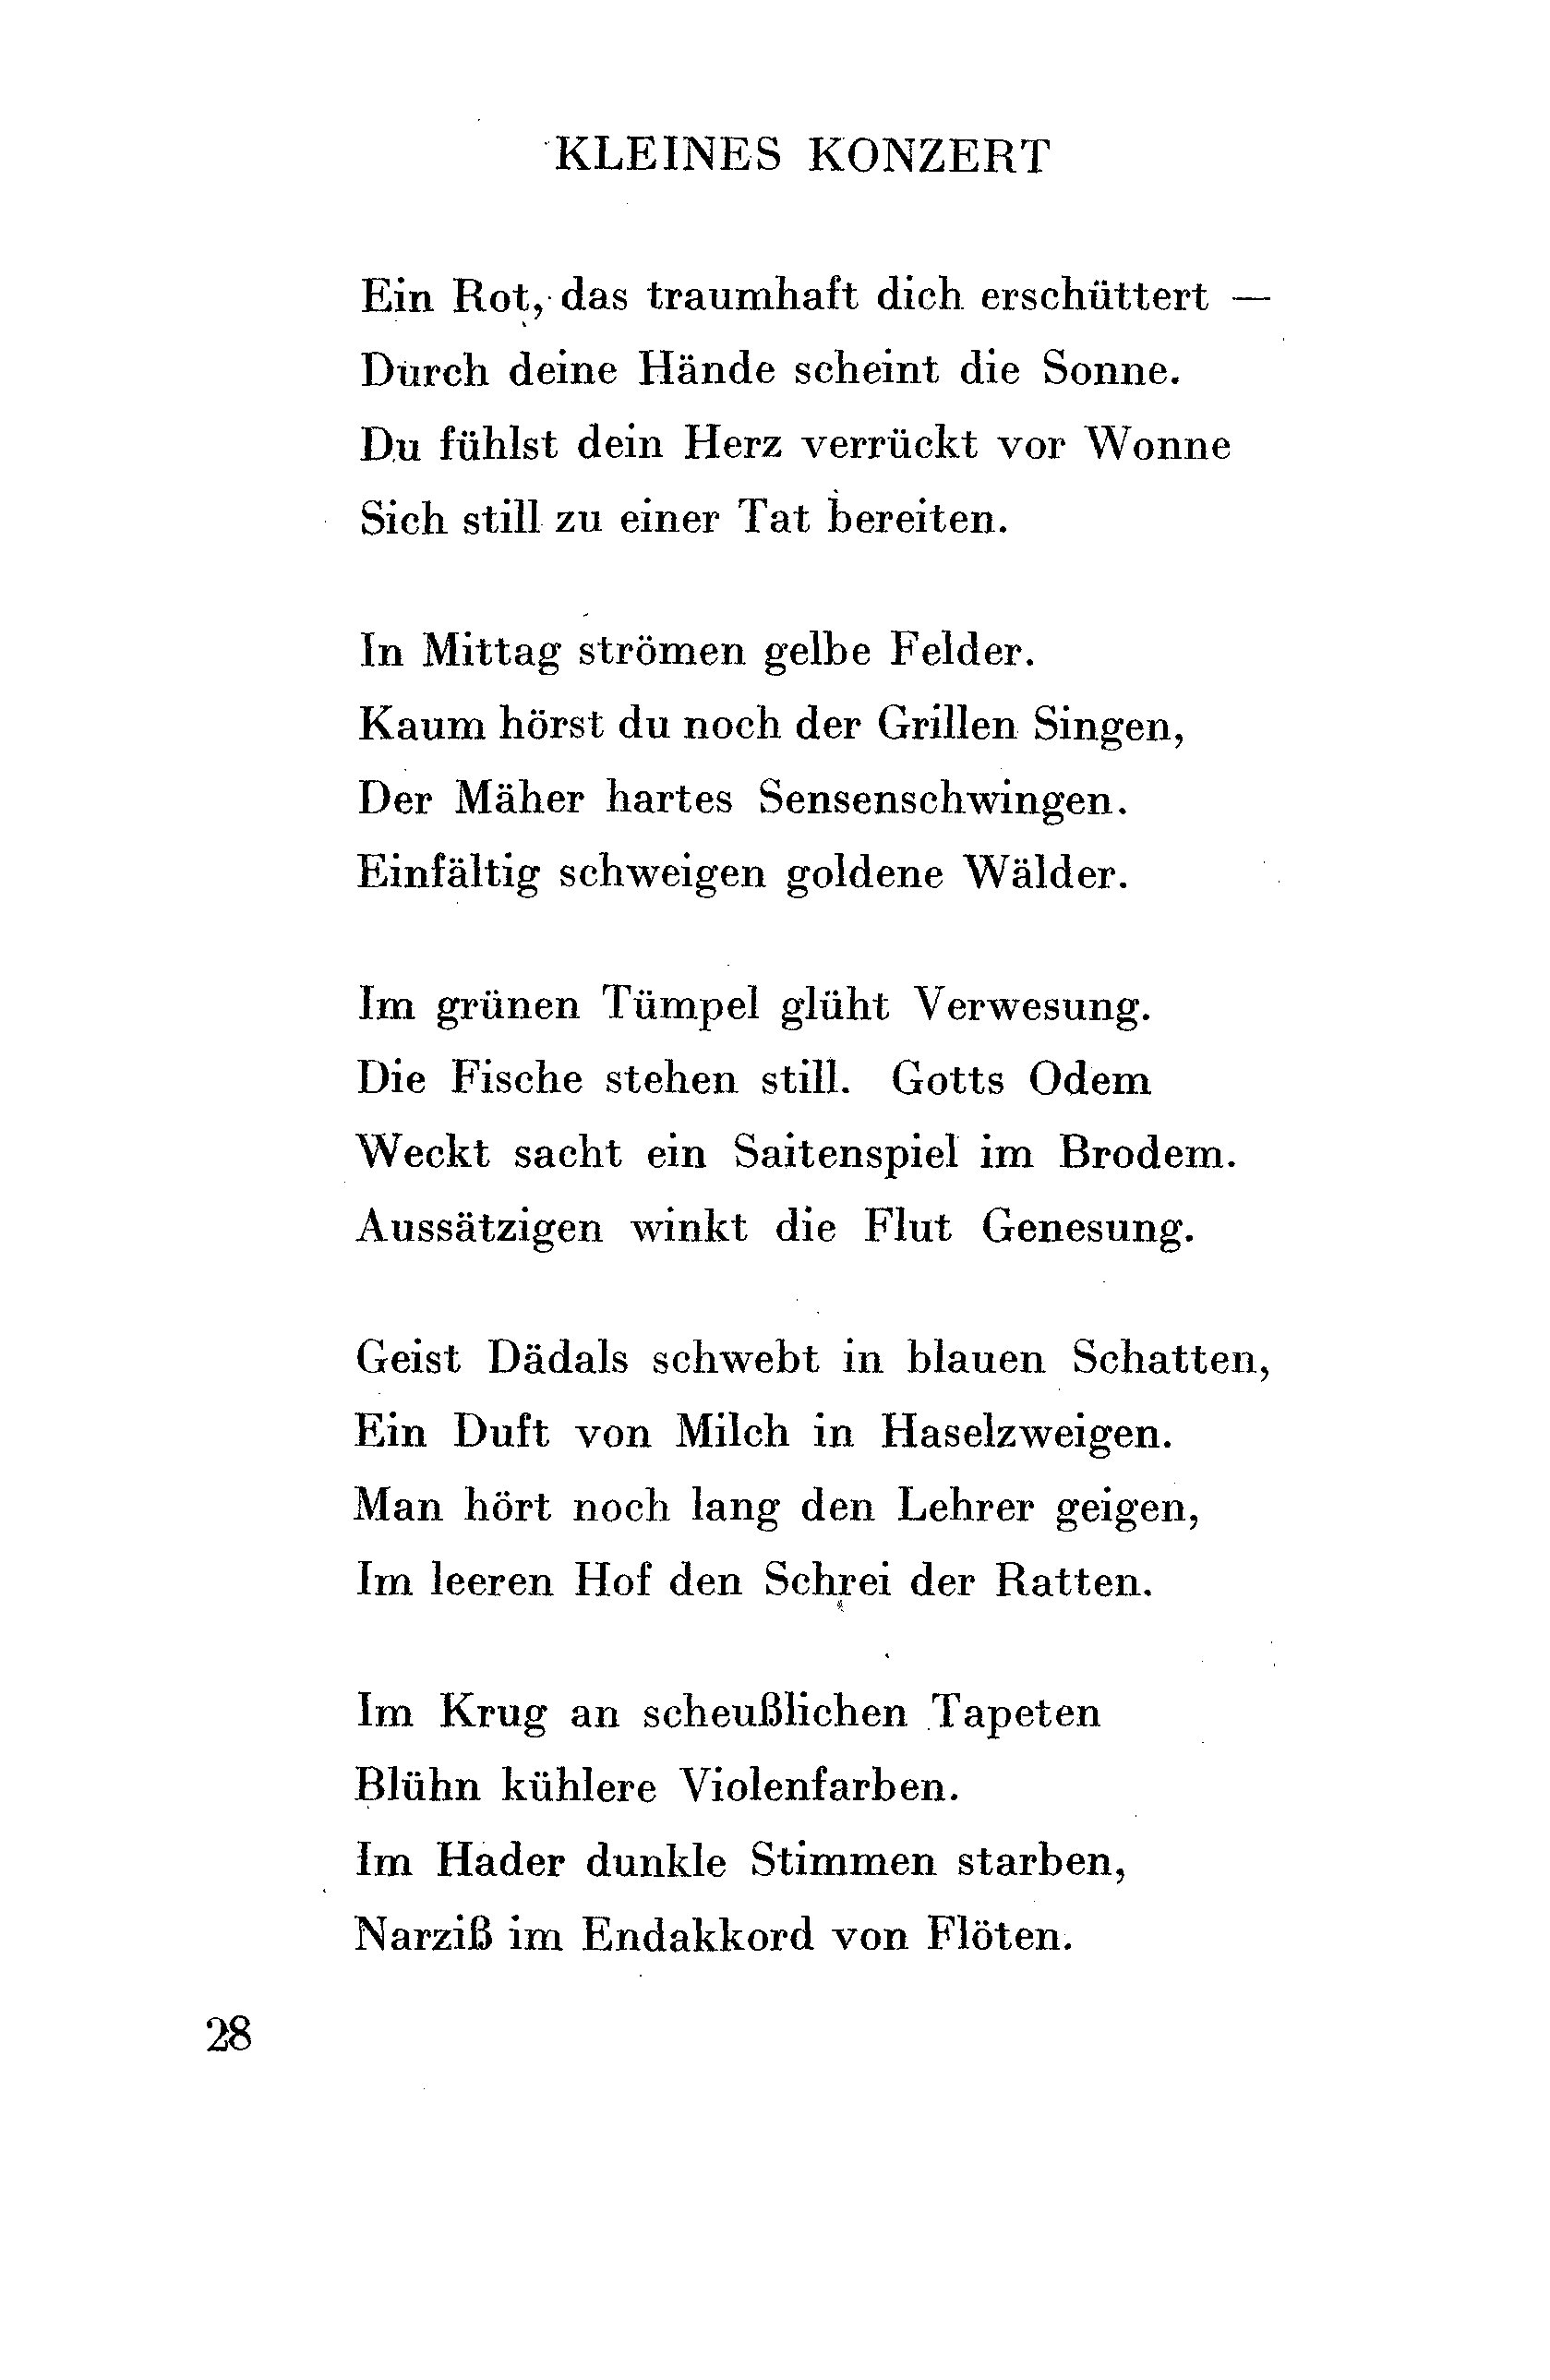 KLEINES KONZERT
Ein Rot, das traumhaft dich erschüttert —
Durch deine Hände scheint die Sonne.
Du fühlst dein Herz verrückt vor Wonne
Sich still zu einer Tat bereiten.
In Mittag strömen gelbe Felder.
Kaum hörst du noch der Grillen Singen,
Der Mäher hartes Sensenschwingen.
Einfältig schweigen goldene Wälder.
Im grünen Tümpel glüht Verwesung.
Die Fische stehen still. Gotts Odem
Weckt sacht ein Saitenspiel im Brodem.
Aussätzigen winkt die Flut Genesung.
Geist Dädals schwebt in blauen Schatten,
Ein Duft von Milch in Haselzweigen.
Man hört noch lang den Lehrer geigen,
Im leeren Hof den Schrei der Ratten.
Im Krug an scheußlichen Tapeten
Blühn kühlere Violenfarben.
Im Hader dunkle Stimmen starben,
Narziß im Endakkord von Flöten.
28